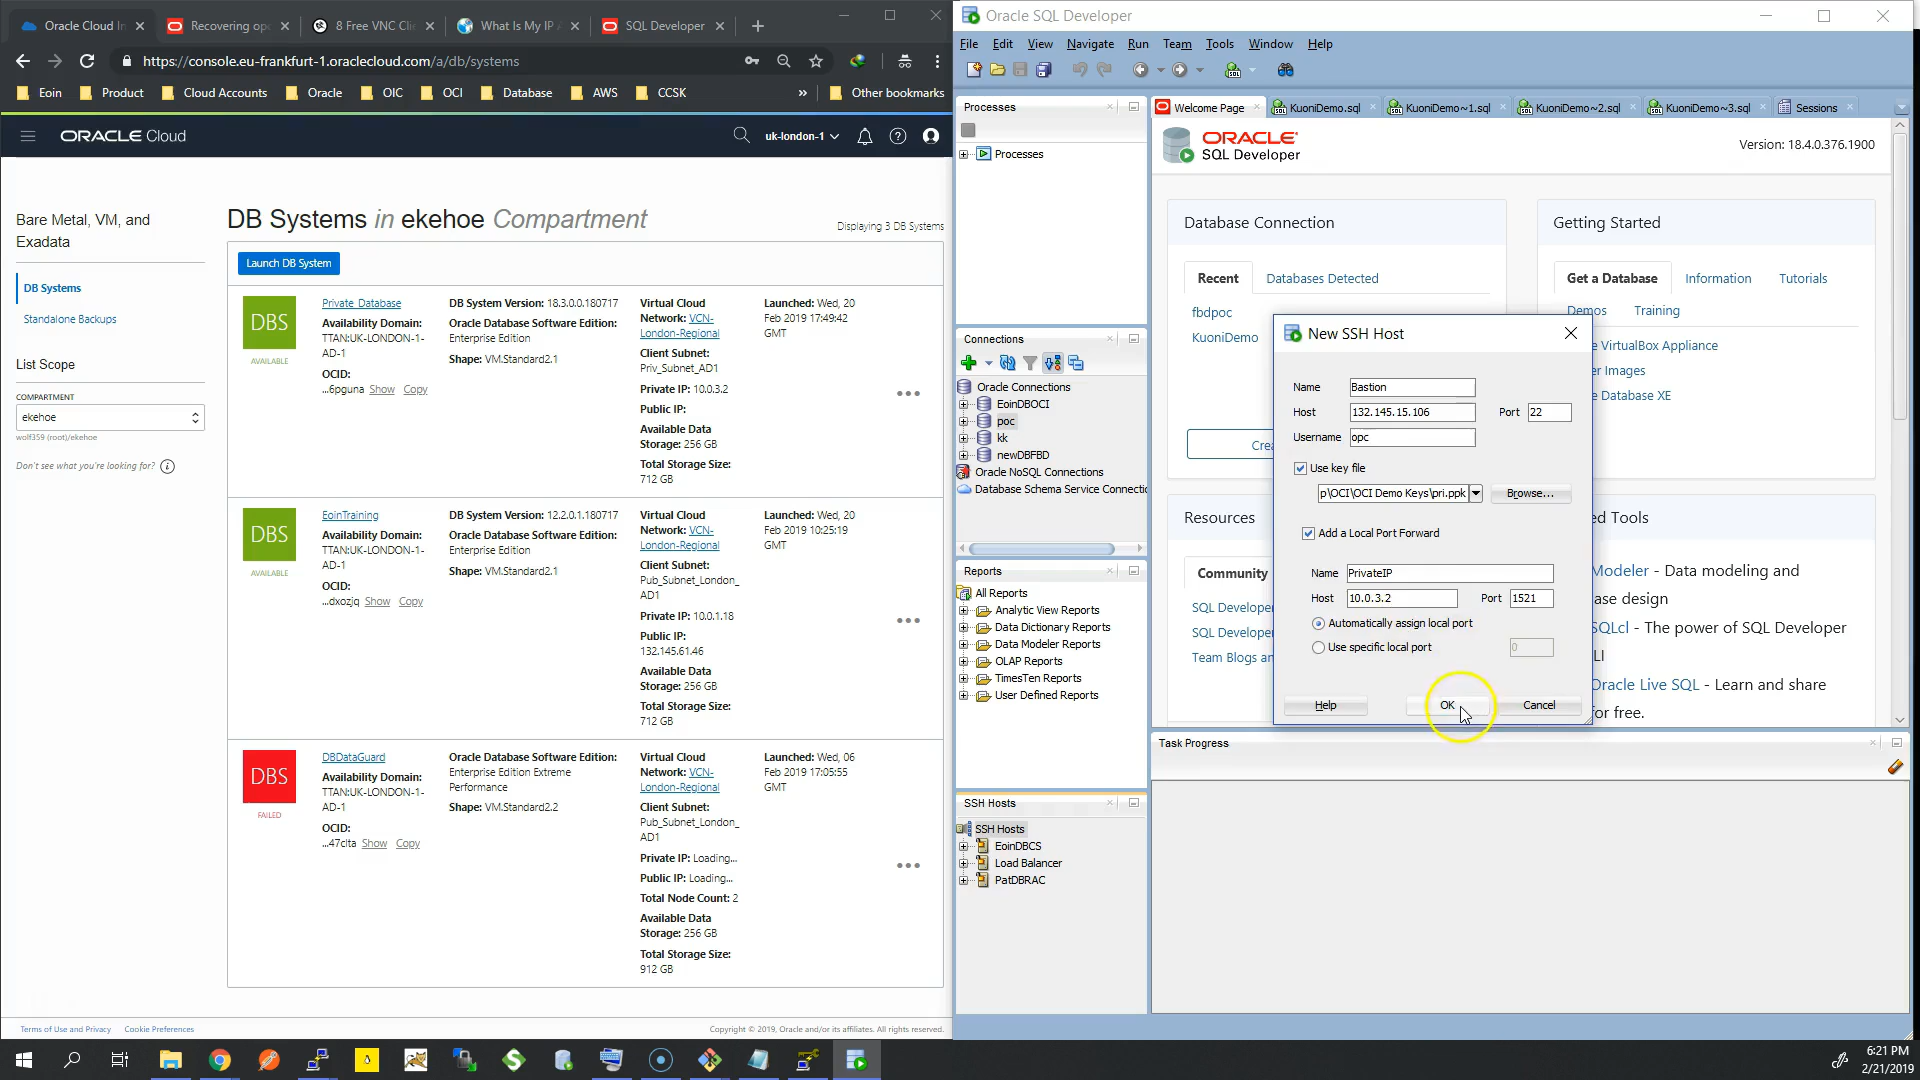 Oracle Cloud In
Recovering ope
8 Free VNC Clie
What Is My IP A
SQL Developer
https://console.eu-frankfurt-1.oraclecloud.com/a/db/systems
Eoin
Product
Cloud Accounts
Oracle
OIC
OCI
Database
AWS
CCSK
»
Other bookmarks
ORACLE Cloud
uk-london-1
Bare Metal, VM, and
Exadata
DB Systems
Standalone Backups
List Scope
COMPARTMENT
ekehoe
wolf359 (root)/ekehoe
Don't see what you're looking for?
DB Systems in ekehoe Compartment
Displaying 3 DB Systems
Launch DB System
DBS
AVAILABLE
Private_Database
Availability Domain:
TTAN:UK-LONDON-1-
AD-1
OCID:
...6pguna Show Copy
DB System Version: 18.3.0.0.180717
Oracle Database Software Edition:
Enterprise Edition
Shape: VM.Standard2.1
Virtual Cloud
Network: VCN-
London-Regional
Client Subnet:
Priv_Subnet_AD1
Private IP: 10.0.3.2
Public IP:
Available Data
Storage: 256 GB
Total Storage Size:
712 GB
Launched: Wed, 20
Feb 2019 17:49:42
GMT
DBS
AVAILABLE
EoinTraining
Availability Domain:
TTAN:UK-LONDON-1-
AD-1
OCID:
...dxozjq Show Copy
DB System Version: 12.2.0.1.180717
Oracle Database Software Edition:
Enterprise Edition
Shape: VM.Standard2.1
Virtual Cloud
Network: VCN-
London-Regional
Client Subnet:
Pub_Subnet_London_
AD1
Private IP: 10.0.1.18
Public IP:
132.145.61.46
Available Data
Storage: 256 GB
Total Storage Size:
712 GB
Launched: Wed, 20
Feb 2019 10:25:19
GMT
DBS
FAILED
DBDataGuard
Availability Domain:
TTAN:UK-LONDON-1-
AD-1
OCID:
...47clta Show Copy
Oracle Database Software Edition:
Enterprise Edition Extreme
Performance
Shape: VM.Standard2.2
Virtual Cloud
Network: VCN-
London-Regional
Client Subnet:
Pub_Subnet_London_
AD1
Private IP: Loading...
Public IP: Loading...
Total Node Count: 2
Available Data
Storage: 256 GB
Total Storage Size:
912 GB
Launched: Wed, 06
Feb 2019 17:05:55
GMT
Terms of Use and Privacy
Cookie Preferences
Copyright © 2019, Oracle and/or its affiliates. All rights reserved.
Oracle SQL Developer
File Edit View Navigate Run Team Tools Window Help
Processes
Processes
Connections
Oracle Connections
EoinDBOCI
poc
kk
newDBFBD
Oracle NoSQL Connections
Database Schema Service Connectio
Reports
All Reports
Analytic View Reports
Data Dictionary Reports
Data Modeler Reports
OLAP Reports
TimesTen Reports
User Defined Reports
SSH Hosts
SSH Hosts
EoinDBCS
Load Balancer
PatDBRAC
Welcome Page
KuoniDemo.sql
KuoniDemo~1.sql
KuoniDemo~2.sql
KuoniDemo~3.sql
Sessions
ORACLE
SQL Developer
Version: 18.4.0.376.1900
Database Connection
Recent
Databases Detected
fbdpoc
KuoniDemo
Crea
Getting Started
Get a Database
Information
Tutorials
Demos
Training
e VirtualBox Appliance
er Images
e Database XE
Resources
Community
SQL Developer
SQL Developer
Team Blogs an
ed Tools
Modeler - Data modeling and
ase design
SQLcl - The power of SQL Developer
LI
Oracle Live SQL - Learn and share
for free.
New SSH Host
Name Bastion
Host 132.145.15.106 Port 22
Username opc
Use key file
p\OCI\OCI Demo Keys\pri.ppk
Browse...
Add a Local Port Forward
Name PrivateIP
Host 10.0.3.2 Port 1521
Automatically assign local port
Use specific local port 0
Help
OK
Cancel
Task Progress
6:21 PM
2/21/2019